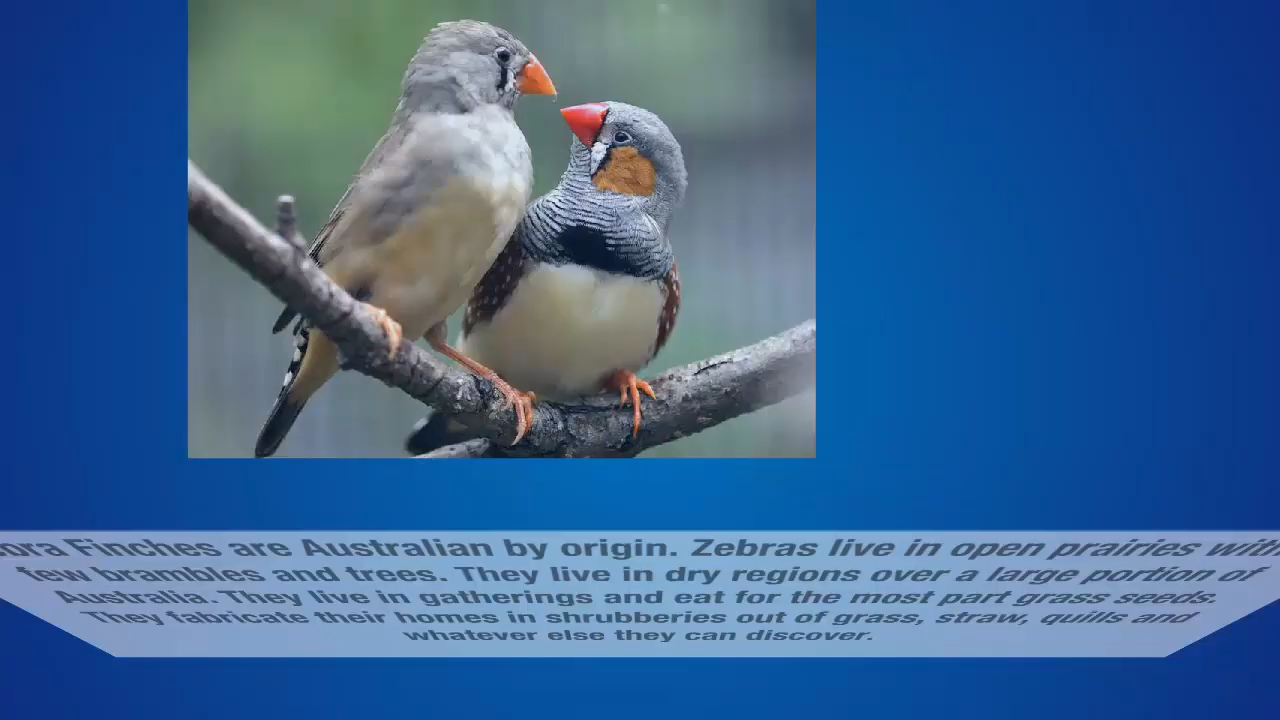 Finches are Australian by origin. Zebras live in open prairies with
few brambles and trees. They live in dry regions over a large portion of
Australia. They live in gatherings and eat for the most part grass seeds.
They fabricate their homes in shrubberies out of grass, straw, quills and
whatever else they can discover.